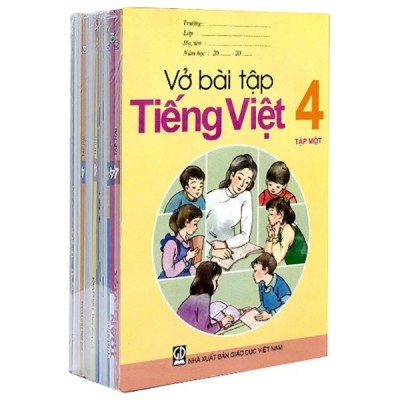 Trường :
Lớp :
Họ, tên :
Năm học : 20 ....... - 20 .......
Vở bài tập
Tiếng Việt 4
TẬP MỘT
NHÀ XUẤT BẢN GIÁO DỤC VIỆT NAM